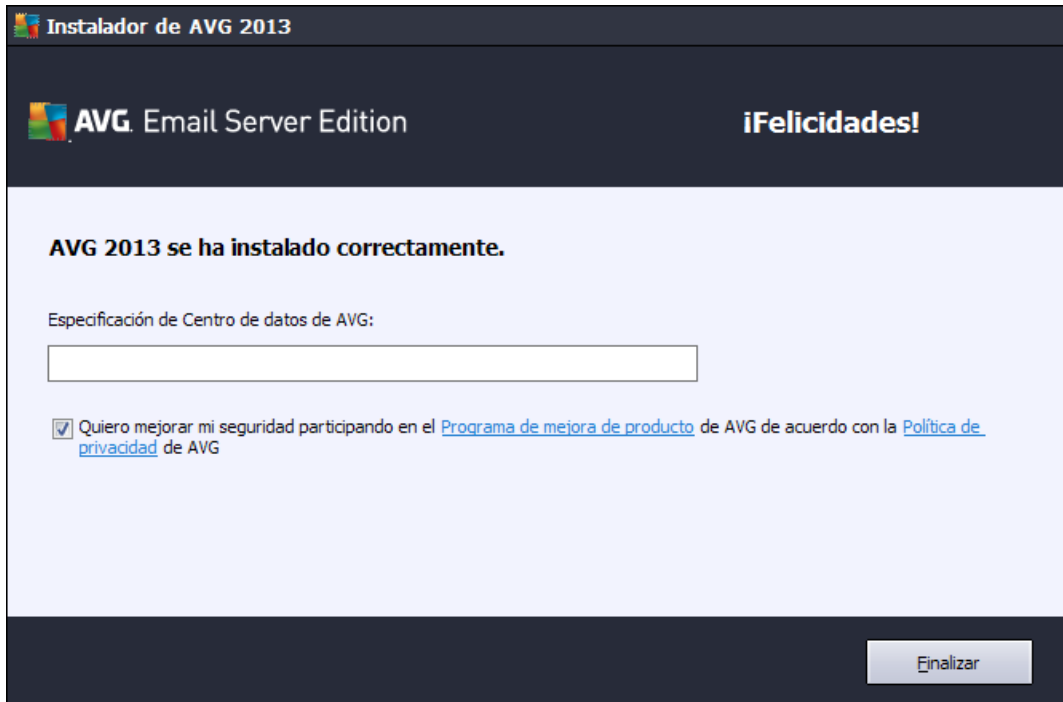 Instalador de AVG 2013
AVG. Email Server Edition
¡Felicidades!
AVG 2013 se ha instalado correctamente.
Especificación de Centro de datos de AVG:
Quiero mejorar mi seguridad participando en el Programa de mejora de producto de AVG de acuerdo con la Política de
privacidad de AVG
Finalizar